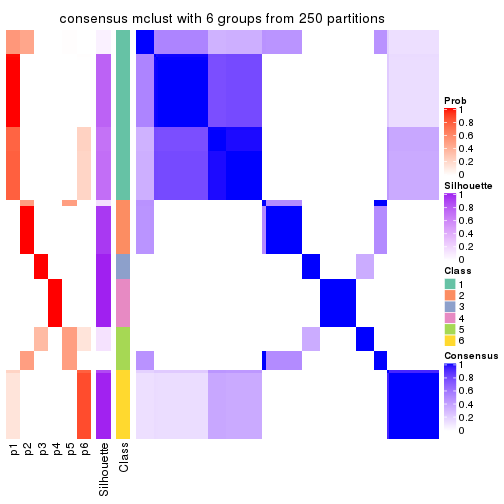 consensus mclust with 6 groups from 250 partitions
Prob
1
0.8
0.6
0.4
0.2
0
Silhouette
1
0.8
0.6
0.4
0.2
0
Class
1
2
3
4
5
6
Consensus
1
0.8
0.6
0.4
0.2
0
p1
p2
p3
p4
p5
p6
Silhouette
Class